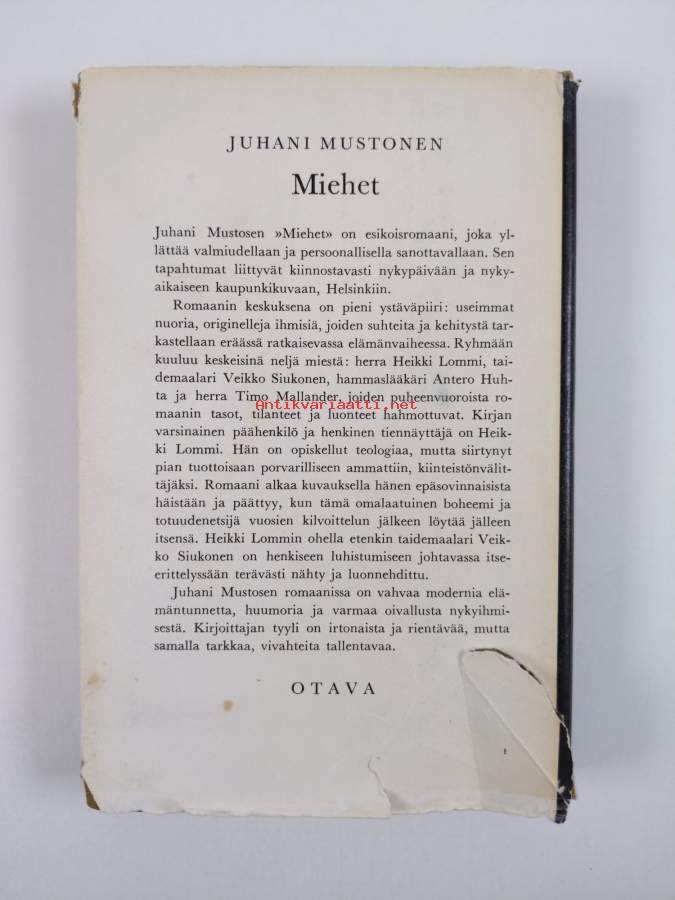 JUHANI MUSTONEN
Miehet
Juhani Mustosen »Miehet» on esikoisromaani, joka yl-
lättää valmiudellaan ja persoonallisella sanottavallaan. Sen
tapahtumat liittyvät kiinnostavasti nykypäivään ja nyky-
aikaiseen kaupunkikuvaan, Helsinkiin.
Romaanin keskuksena on pieni ystäväpiiri: useimmat
nuoria, originelleja ihmisiä, joiden suhteita ja kehitystä tar-
kastellaan eräässä ratkaisevassa elämänvaiheessa. Ryhmään
kuuluu keskeisinä neljä miestä: herra Heikki Lommi, tai-
demaalari Veikko Siukonen, hammaslääkäri Antero Huh-
ta ja herra Timo Mallander, joiden puheenvuoroista ro-
Antikvariaatti.net
maanin tasot, tilanteet ja luonteet hahmottuvat. Kirjan
varsinainen päähenkilö ja henkinen tiennäyttäjä on Heik-
ki Lommi. Hän on opiskellut teologiaa, mutta siirtynyt
pian tuottoisaan porvarilliseen ammattiin, kiinteistönvälit-
täjäksi. Romaani alkaa kuvauksella hänen epäsovinnaisista
häistään ja päättyy, kun tämä omalaatuinen boheemi ja
totuudenetsijä vuosien kilvoittelun jälkeen löytää jälleen
itsensä. Heikki Lommin ohella etenkin taidemaalari Veik-
ko Siukonen on henkiseen luhistumiseen johtavassa itse-
erittelyssään terävästi nähty ja luonnehdittu.
Juhani Mustosen romaanissa on vahvaa modernia elä-
mäntunnetta, huumoria ja varmaa oivallusta nykyihmi-
sestä. Kirjoittajan tyyli on irtonaista ja rientävää, mutta
samalla tarkkaa, vivahteita tallentavaa.
OTAVA